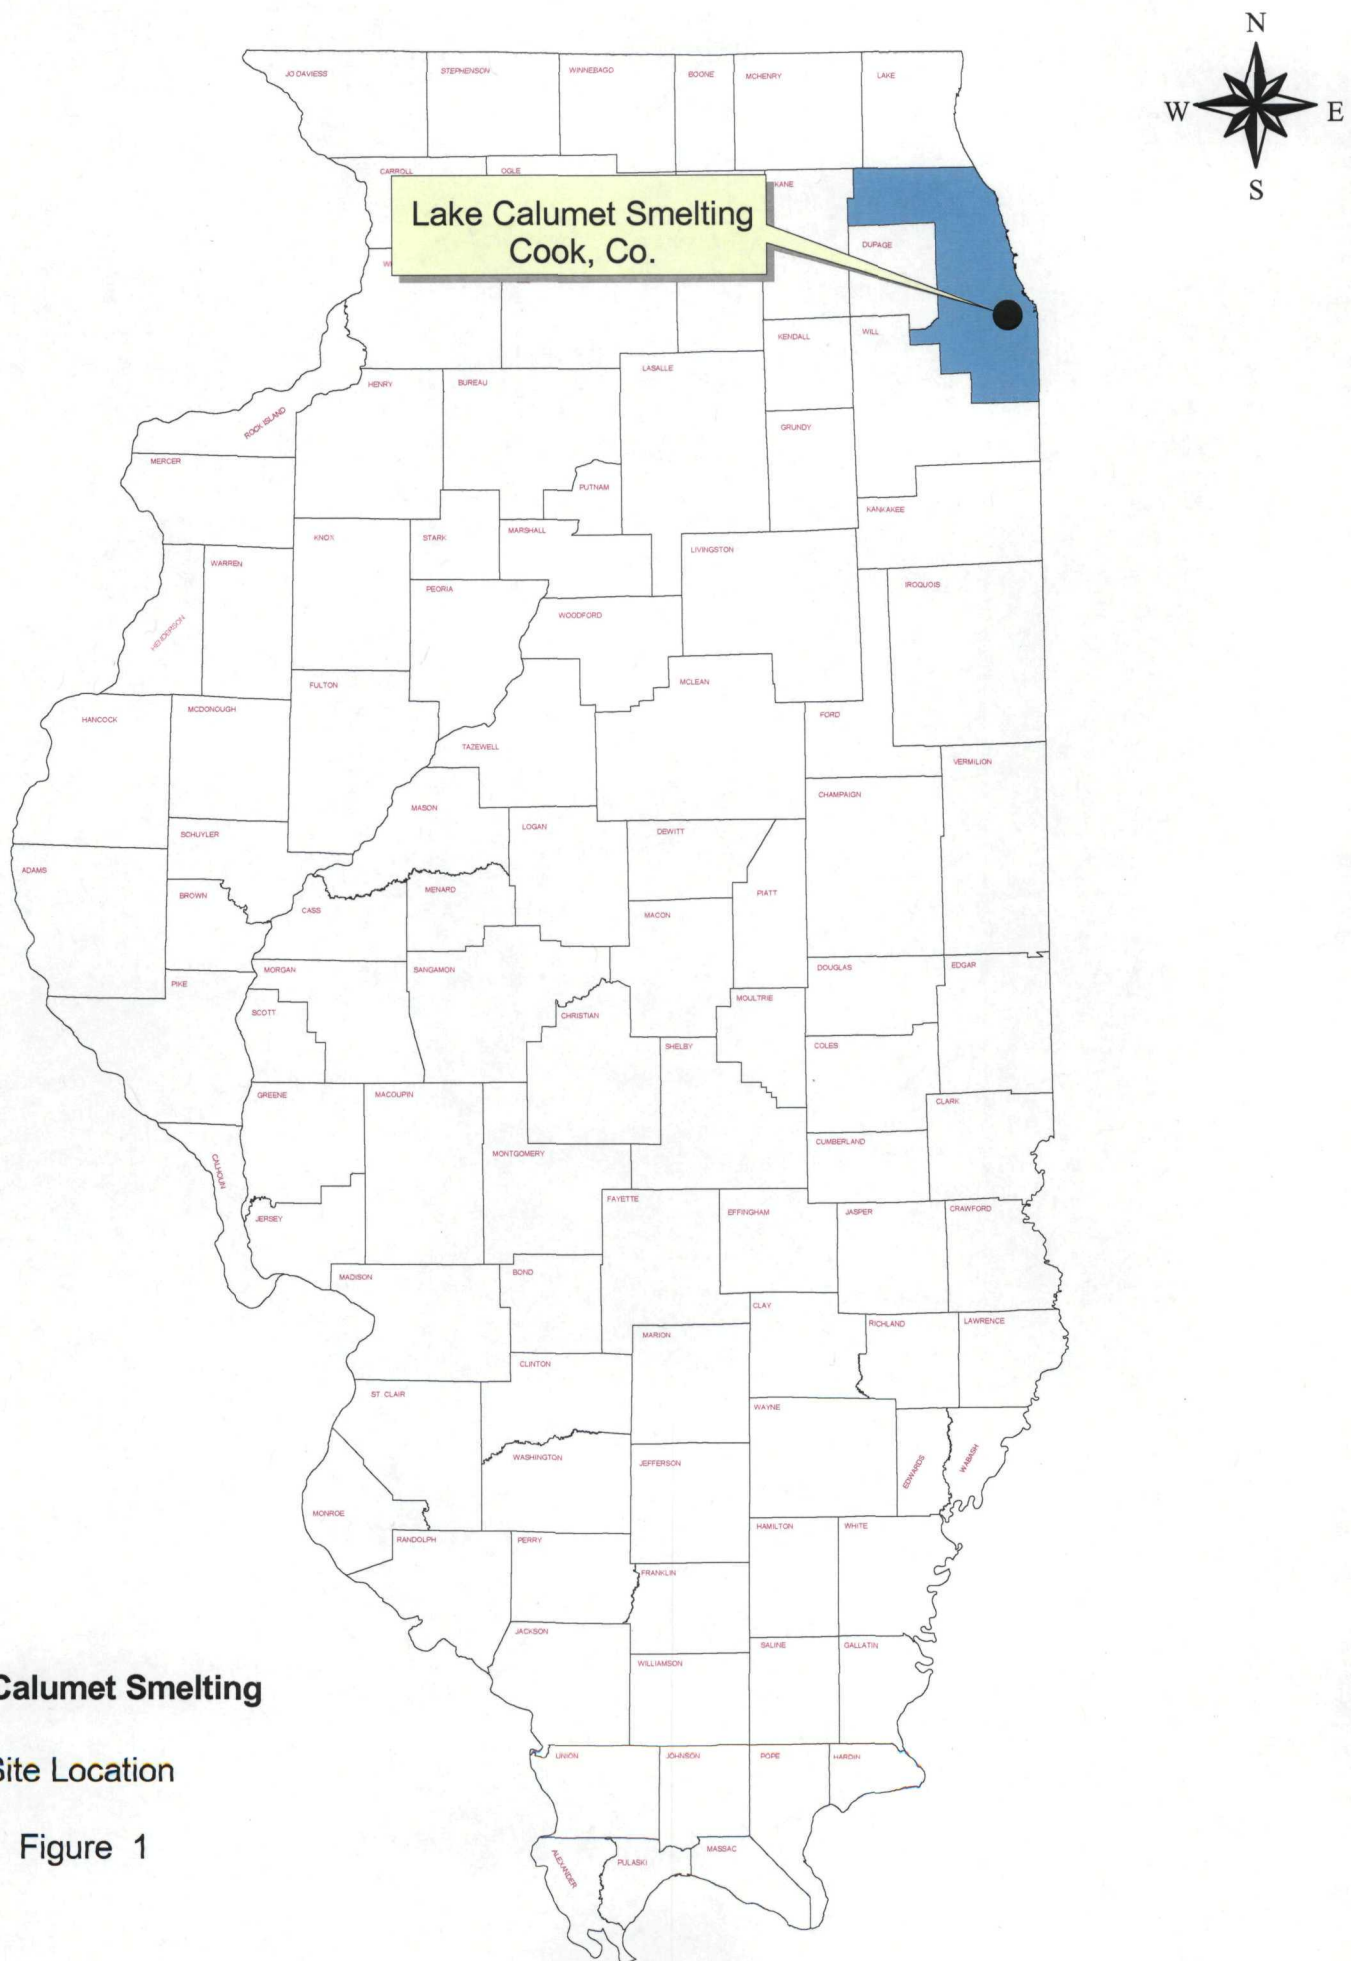 N
W E
S
JO DAVIESS
STEPHENSON
WINNEBAGO
BOONE
MCHENRY
LAKE
CARROLL
OGLE
KANE
Lake Calumet Smelting
Cook, Co.
DUPAGE
KENDALL
WILL
LASALLE
HENRY
BUREAU
ROCK ISLAND
GRUNDY
MERCER
PUTNAM
KANKAKEE
KNOX
STARK
MARSHALL
LIVINGSTON
WARREN
PEORIA
IROQUOIS
WOODFORD
HENDERSON
FULTON
MCLEAN
HANCOCK
MCDONOUGH
FORD
TAZEWELL
VERMILION
MASON
CHAMPAIGN
SCHUYLER
LOGAN
DEWITT
ADAMS
BROWN
MENARD
PIATT
CASS
MACON
MORGAN
SANGAMON
DOUGLAS
EDGAR
PIKE
MOULTRIE
SCOTT
CHRISTIAN
SHELBY
COLES
GREENE
MACOUPIN
CLARK
CUMBERLAND
MONTGOMERY
CALHOUN
FAYETTE
EFFINGHAM
JASPER
CRAWFORD
JERSEY
MADISON
BOND
CLAY
RICHLAND
LAWRENCE
MARION
CLINTON
ST CLAIR
WAYNE
WASHINGTON
JEFFERSON
EDWARDS
WABASH
MONROE
HAMILTON
WHITE
RANDOLPH
PERRY
FRANKLIN
JACKSON
SALINE
GALLATIN
WILLIAMSON
Calumet Smelting
UNION
JOHNSON
POPE
HARDIN
Site Location
Figure 1
ALEXANDER
PULASKI
MASSAC